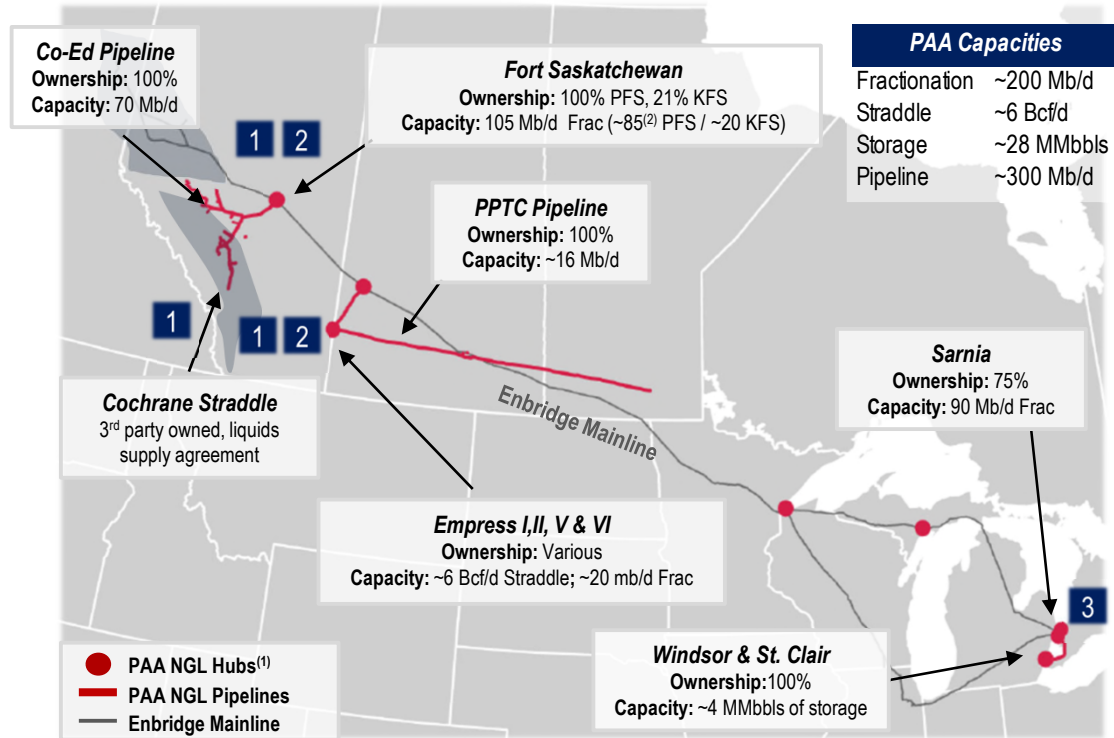 Co-Ed Pipeline
Ownership: 100%
Capacity: 70 Mb/d
Fort Saskatchewan
Ownership: 100% PFS, 21% KFS
Capacity: 105 Mb/d Frac (~85(2) PFS / ~20 KFS)
PAA Capacities
Fractionation ~200 Mb/d
Straddle ~6 Bcf/d
Storage ~28 MMbbls
Pipeline ~300 Mb/d
1 2
PPTC Pipeline
Ownership: 100%
Capacity: ~16 Mb/d
1
1 2
Sarnia
Ownership: 75%
Capacity: 90 Mb/d Frac
Cochrane Straddle
3rd party owned, liquids
supply agreement
Enbridge Mainline
Empress I,II, V & VI
Ownership: Various
Capacity: ~6 Bcf/d Straddle; ~20 mb/d Frac
3
Windsor & St. Clair
Ownership:100%
Capacity: ~4 MMbbls of storage
PAA NGL Hubs(1)
PAA NGL Pipelines
Enbridge Mainline